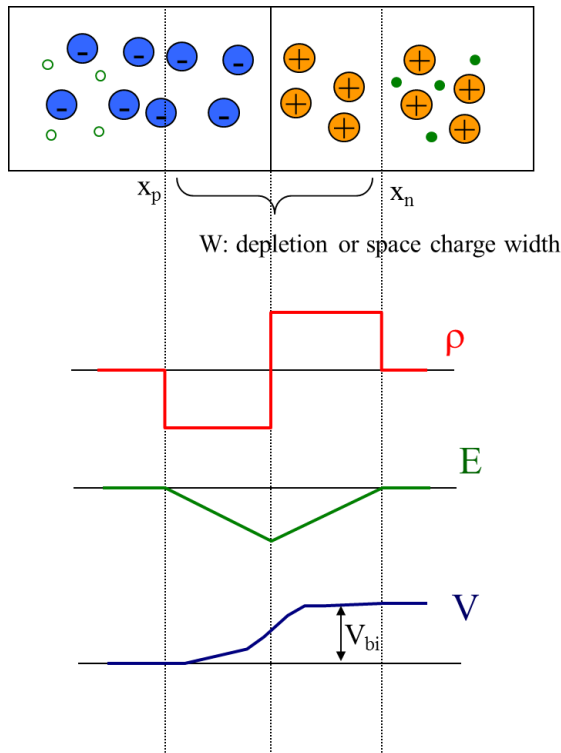 - - - -
+ +
- - - -
+ + + + + +
x_p
x_n
W: depletion or space charge width
ρ
E
V
V_bi